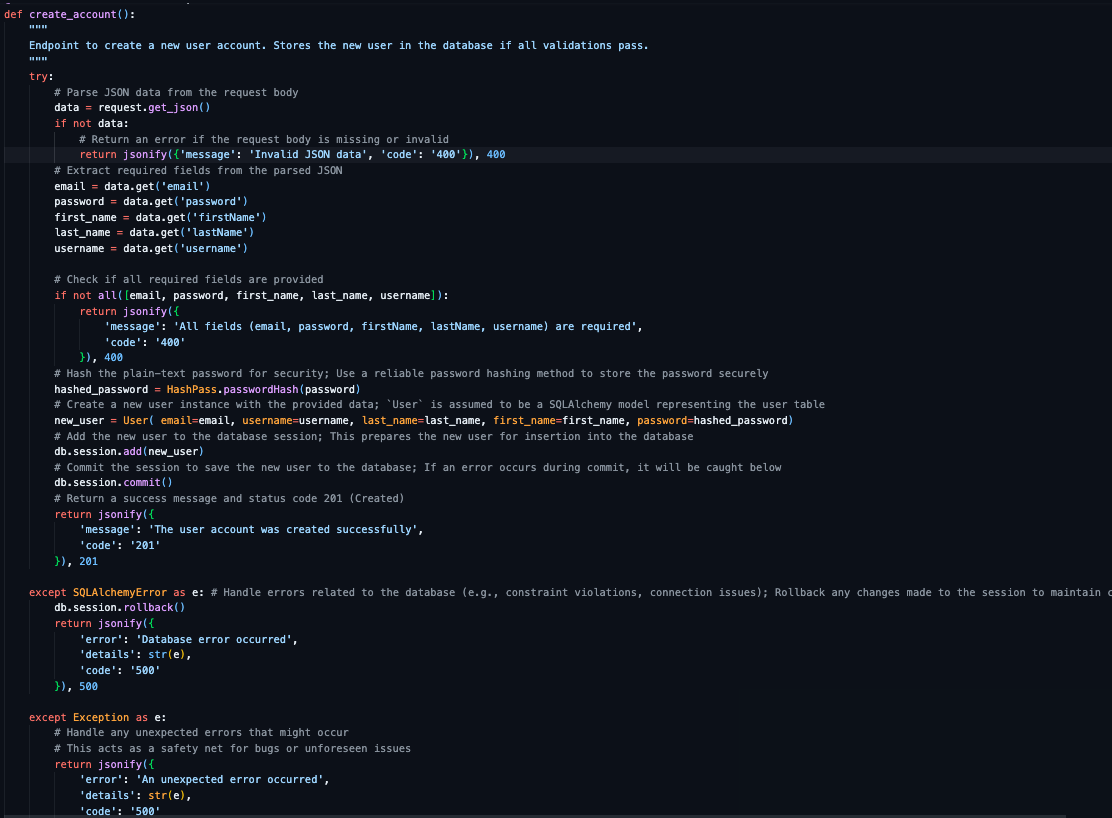 def create_account():
    """
    Endpoint to create a new user account. Stores the new user in the database if all validations pass.
    """
    try:
        # Parse JSON data from the request body
        data = request.get_json()
        if not data:
            # Return an error if the request body is missing or invalid
            return jsonify({'message': 'Invalid JSON data', 'code': '400'}), 400
        # Extract required fields from the parsed JSON
        email = data.get('email')
        password = data.get('password')
        first_name = data.get('firstName')
        last_name = data.get('lastName')
        username = data.get('username')

        # Check if all required fields are provided
        if not all([email, password, first_name, last_name, username]):
            return jsonify({
                'message': 'All fields (email, password, firstName, lastName, username) are required',
                'code': '400'
            }), 400
        # Hash the plain-text password for security; Use a reliable password hashing method to store the password securely
        hashed_password = HashPass.passwordHash(password)
        # Create a new user instance with the provided data; `User` is assumed to be a SQLAlchemy model representing the user table
        new_user = User( email=email, username=username, last_name=last_name, first_name=first_name, password=hashed_password)
        # Add the new user to the database session; This prepares the new user for insertion into the database
        db.session.add(new_user)
        # Commit the session to save the new user to the database; If an error occurs during commit, it will be caught below
        db.session.commit()
        # Return a success message and status code 201 (Created)
        return jsonify({
            'message': 'The user account was created successfully',
            'code': '201'
        }), 201

    except SQLAlchemyError as e: # Handle errors related to the database (e.g., constraint violations, connection issues); Rollback any changes made to the session to maintain
        db.session.rollback()
        return jsonify({
            'error': 'Database error occurred',
            'details': str(e),
            'code': '500'
        }), 500

    except Exception as e:
        # Handle any unexpected errors that might occur
        # This acts as a safety net for bugs or unforeseen issues
        return jsonify({
            'error': 'An unexpected error occurred',
            'details': str(e),
            'code': '500'